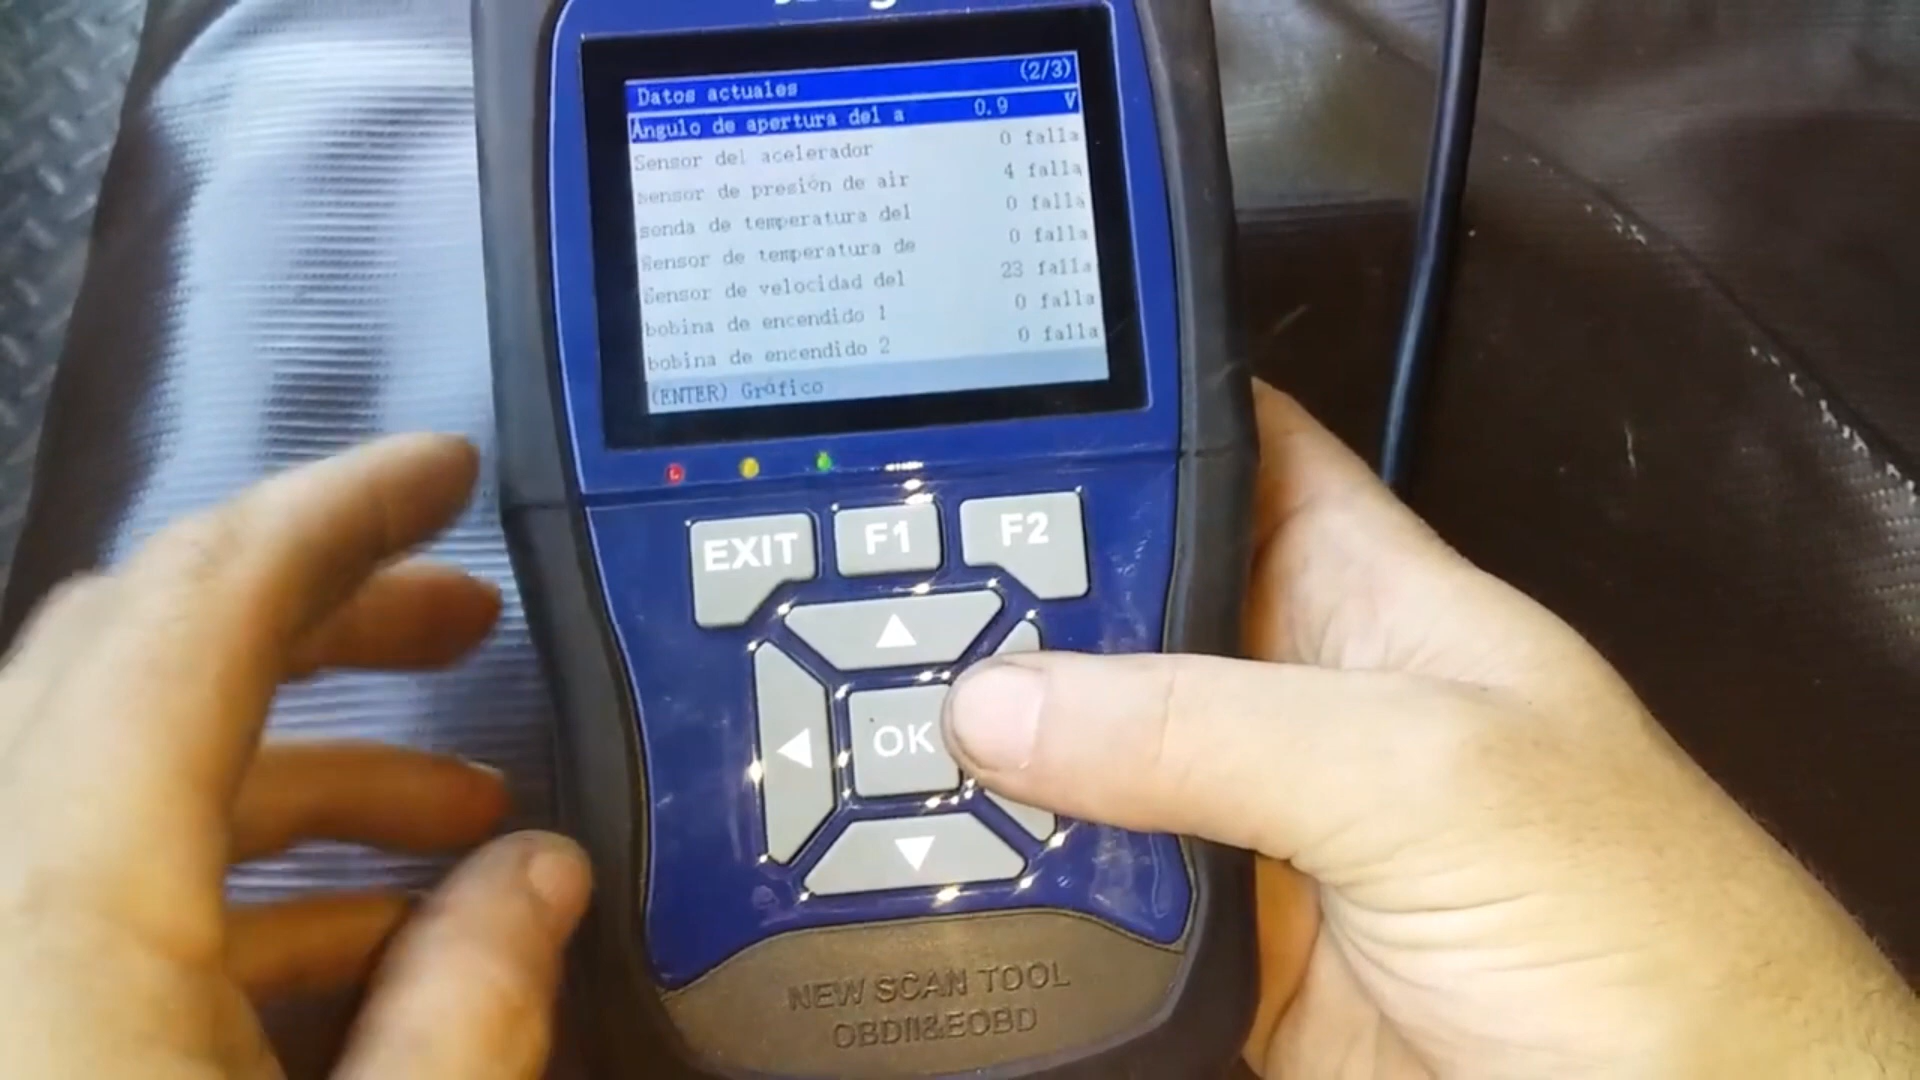 Datos actuales (2/3)
Angulo de apertura del a 0.9 V
Sensor del acelerador 0 falla
sensor de presión de air 4 falla
sonda de temperatura del 0 falla
Sensor de temperatura de 0 falla
Sensor de velocidad del 23 falla
bobina de encendido 1 0 falla
bobina de encendido 2 0 falla
(ENTER) Gráfico
EXIT F1 F2
OK
NEW SCAN TOOL
OBDII&EOBD